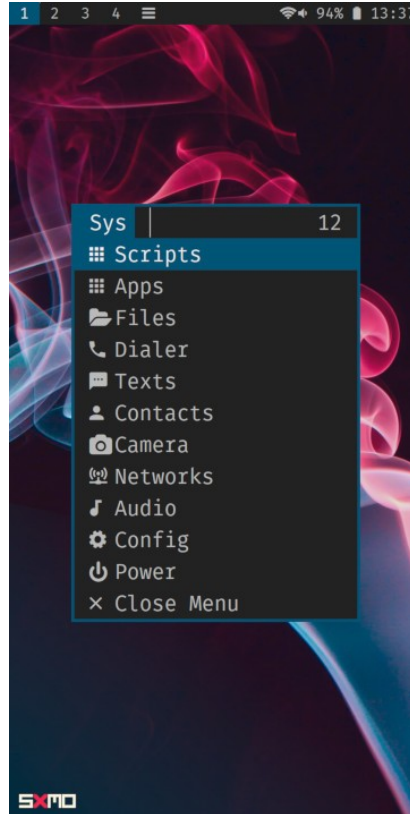 1 2 3 4 94% 13:37
Sys 12
Scripts
Apps
Files
Dialer
Texts
Contacts
Camera
Networks
Audio
Config
Power
Close Menu
SXMO